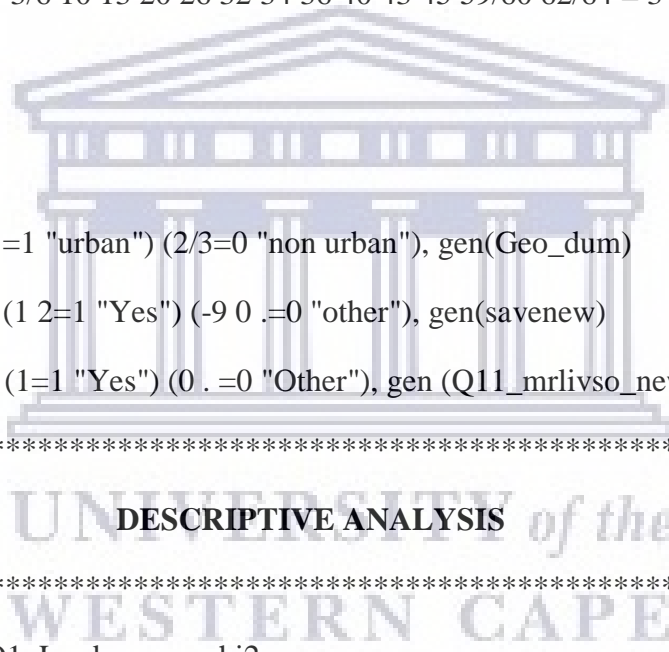 =1 "urban") (2/3=0 "non urban"), gen(Geo_dum)
(1 2=1 "Yes") (-9 0 .=0 "other"), gen(savenew)
(1=1 "Yes") (0 . =0 "Other"), gen (Q11_mrlivso_ne
****************************************************
UNIVERSITY of the
DESCRIPTIVE ANALYSIS
****************************************************
WESTERN CAPE